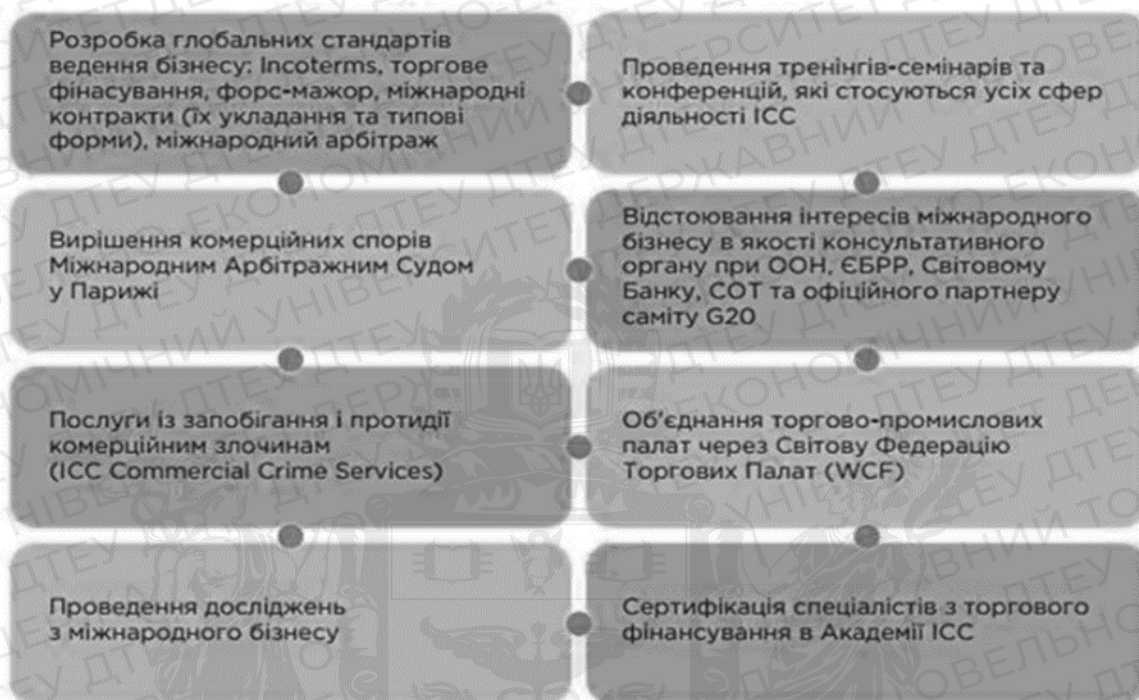 Розробка глобальних стандартів
ведення бізнесу: Incoterms, торгове
фінасування, форс-мажор, міжнародні
контракти (їх укладання та типові
форми), міжнародний арбітраж
Проведення тренінгів-семінарів та
конференцій, які стосуються усіх сфер
діяльності ICC
Вирішення комерційних спорів
Міжнародним Арбітражним Судом
у Парижі
Відстоювання інтересів міжнародного
бізнесу в якості консультативного
органу при ООН, ЄБРР, Світовому
Банку, СОТ та офіційного партнеру
саміту G20
Послуги із запобігання і протидії
комерційним злочинам
(ICC Commercial Crime Services)
Об'єднання торгово-промислових
палат через Світову Федерацію
Торгових Палат (WCF)
Проведення досліджень
з міжнародного бізнесу
Сертифікація спеціалістів з торгового
фінансування в Академії ICC